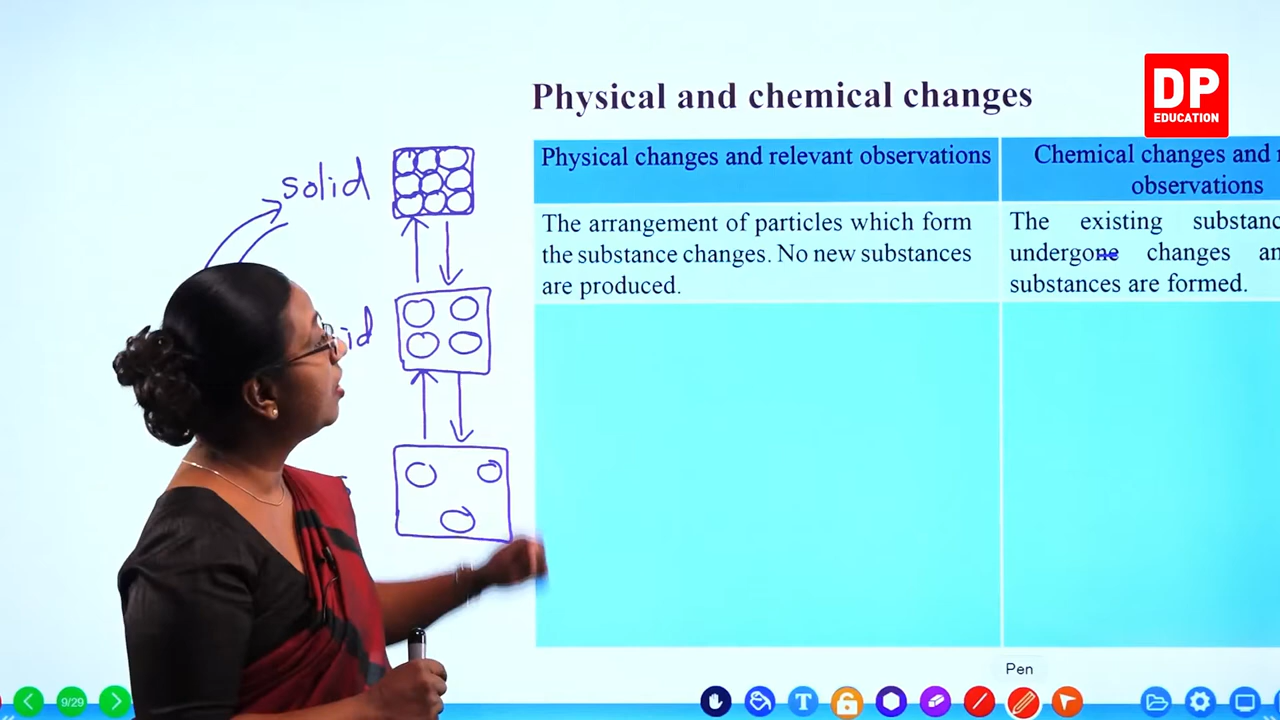 DP
EDUCATION
Physical and chemical changes
Physical changes and relevant observations
Chemical changes and
observations
The arrangement of particles which form
the substance changes. No new substances
are produced.
The existing
undergone changes
substances are formed.
solid
Pen
9/29
T